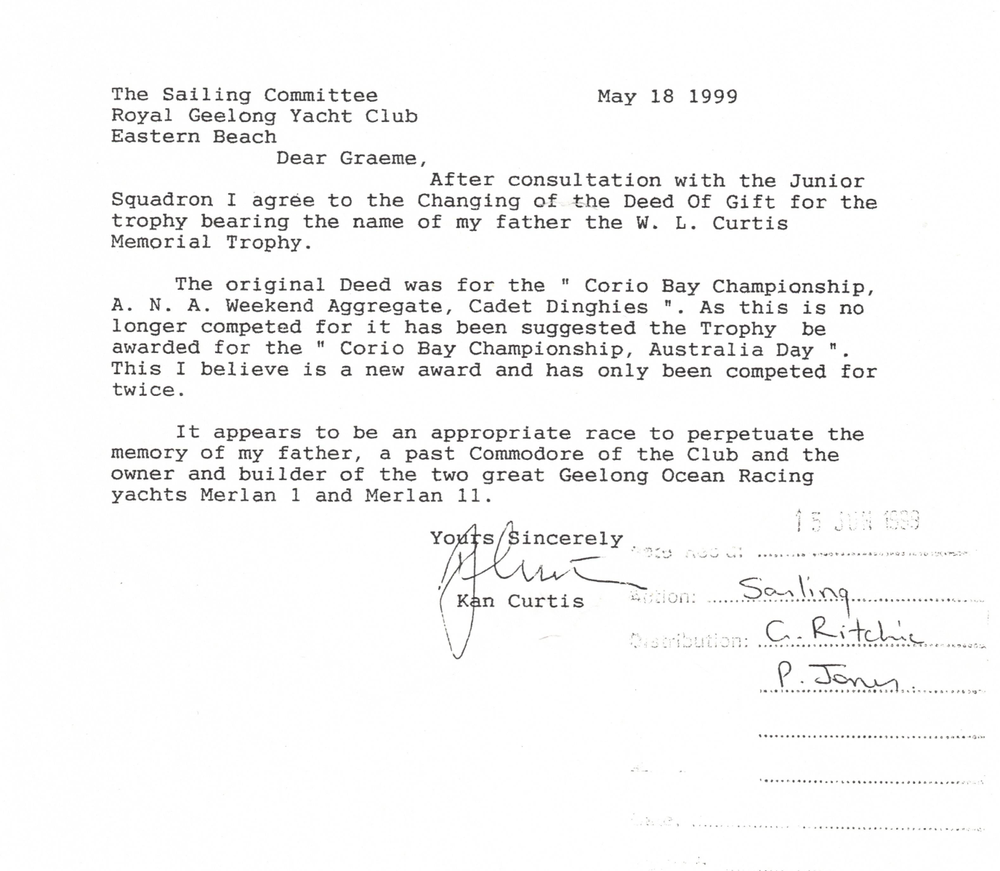 The Sailing Committee May 18 1999
Royal Geelong Yacht Club
Eastern Beach
Dear Graeme,
After consultation with the Junior
Squadron I agree to the Changing of the Deed Of Gift for the
trophy bearing the name of my father the W. L. Curtis
Memorial Trophy.
The original Deed was for the " Corio Bay Championship,
A. N. A. Weekend Aggregate, Cadet Dinghies ". As this is no
longer competed for it has been suggested the Trophy be
awarded for the " Corio Bay Championship, Australia Day ".
This I believe is a new award and has only been competed for
twice.
It appears to be an appropriate race to perpetuate the
memory of my father, a past Commodore of the Club and the
owner and builder of the two great Geelong Ocean Racing
yachts Merlan 1 and Merlan 11.
Yours Sincerely
Kan Curtis
15 JUN 1999
Date Rec'd:
Action: Sailing
Distribution: G. Ritchie
P. Jones